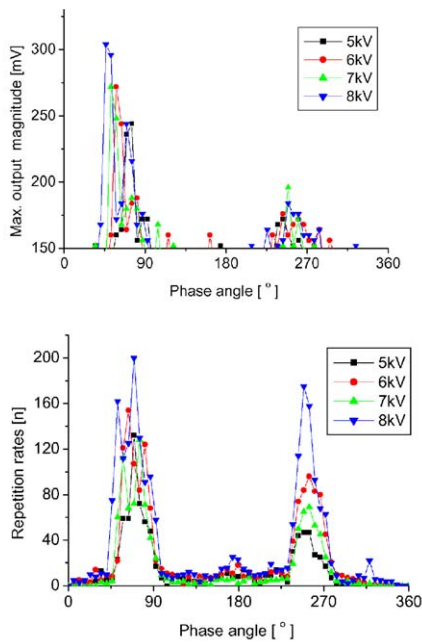 Max. output magnitude [mV]
350
300
250
200
150
5kV
6kV
7kV
8kV
0
90
180
270
360
Phase angle [ ° ]
Repetition rates [n]
200
160
120
80
40
0
5kV
6kV
7kV
8kV
0
90
180
270
360
Phase angle [ ° ]